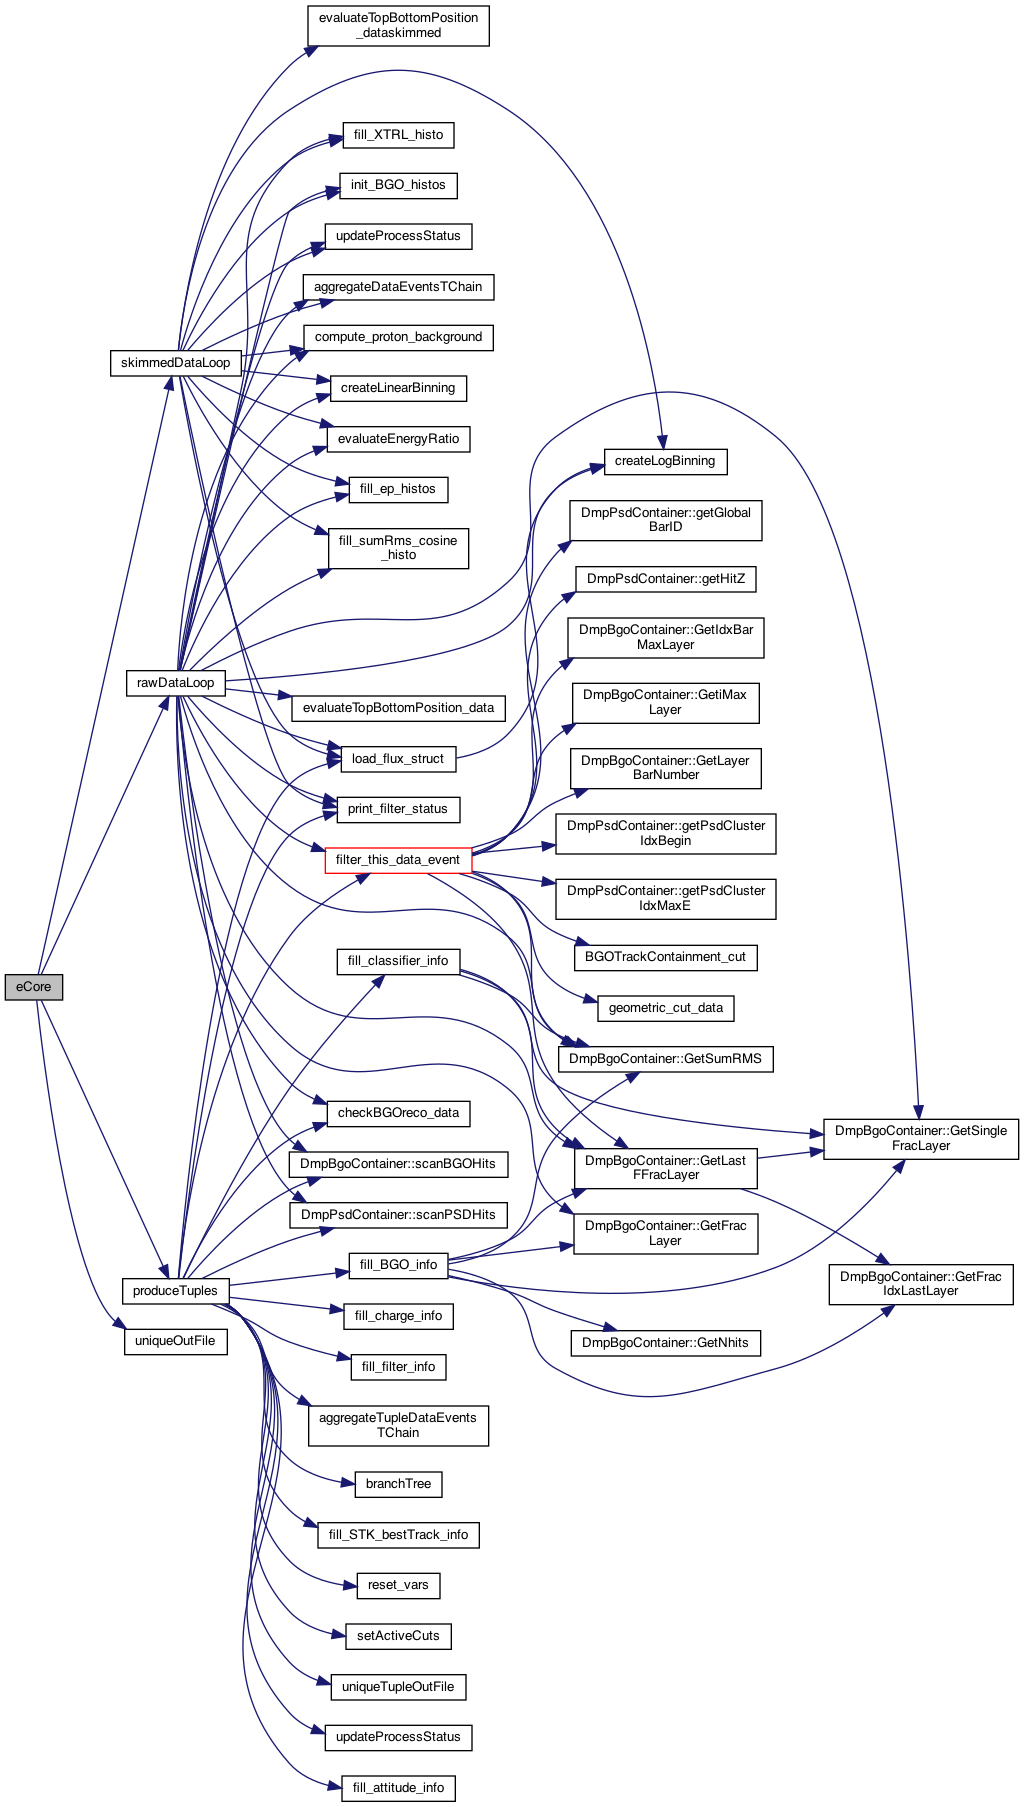 evaluateTopBottomPosition
_dataskimmed
fill_XTRL_histo
init_BGO_histos
updateProcessStatus
aggregateDataEventsTChain
compute_proton_background
skimmedDataLoop
createLinearBinning
evaluateEnergyRatio
createLogBinning
fill_ep_histos
DmpPsdContainer::getGlobal
BarID
fill_sumRms_cosine
_histo
DmpPsdContainer::getHitZ
DmpBgoContainer::GetIdxBar
MaxLayer
rawDataLoop
evaluateTopBottomPosition_data
DmpBgoContainer::GetiMax
Layer
load_flux_struct
DmpBgoContainer::GetLayer
BarNumber
print_filter_status
DmpPsdContainer::getPsdCluster
IdxBegin
filter_this_data_event
DmpPsdContainer::getPsdCluster
IdxMaxE
BGOTrackContainment_cut
fill_classifier_info
eCore
geometric_cut_data
DmpBgoContainer::GetSumRMS
checkBGOreco_data
DmpBgoContainer::GetSingle
FracLayer
DmpBgoContainer::scanBGOHits
DmpBgoContainer::GetLast
FFracLayer
DmpPsdContainer::scanPSDHits
DmpBgoContainer::GetFrac
Layer
fill_BGO_info
DmpBgoContainer::GetFrac
IdxLastLayer
produceTuples
fill_charge_info
uniqueOutFile
DmpBgoContainer::GetNhits
fill_filter_info
aggregateTupleDataEvents
TChain
branchTree
fill_STK_bestTrack_info
reset_vars
setActiveCuts
uniqueTupleOutFile
updateProcessStatus
fill_attitude_info